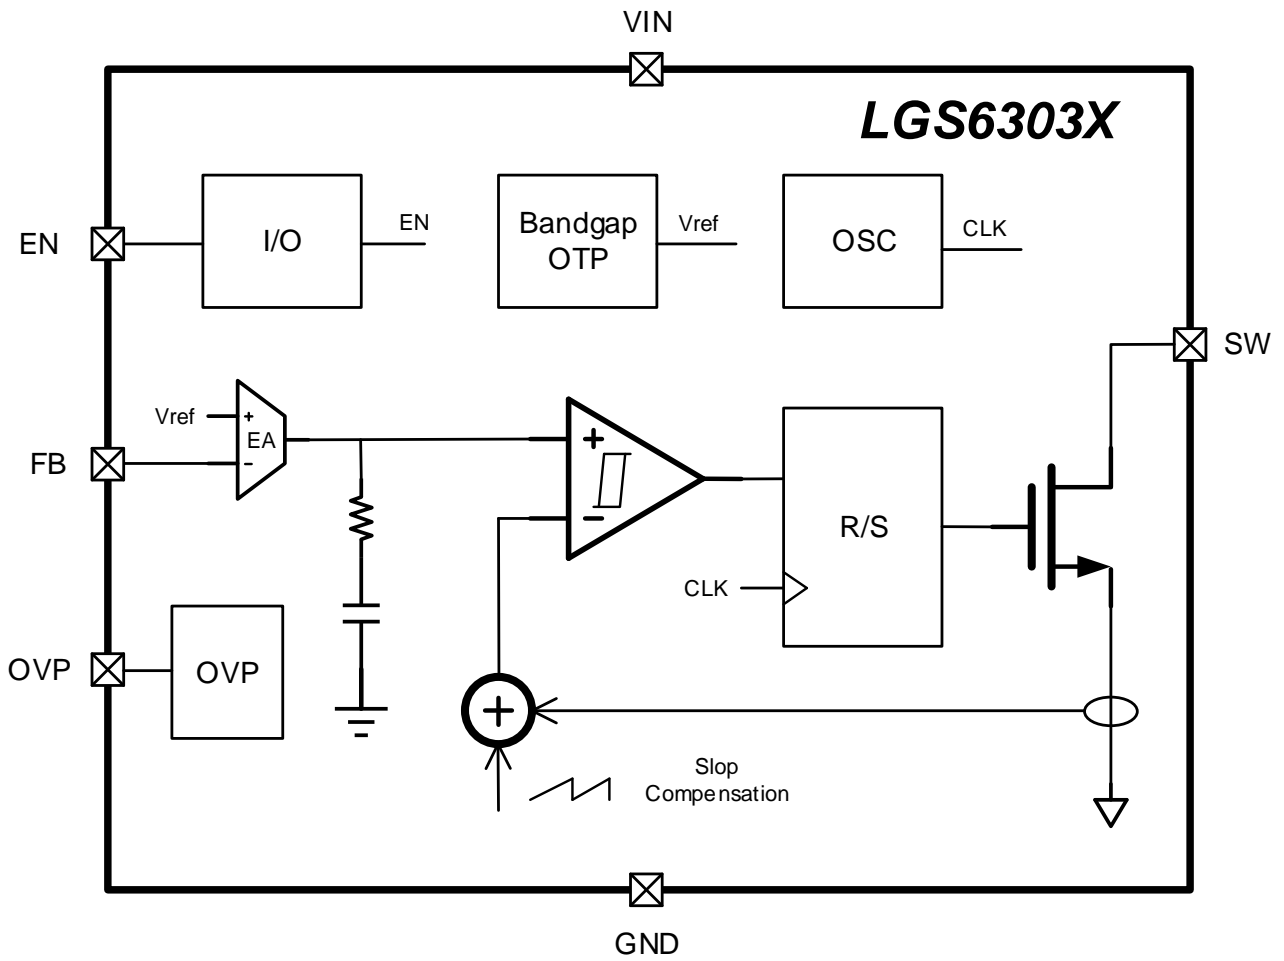 VIN
LGS6303X
EN
I/O
EN
Bandgap
OTP
Vref
OSC
CLK
SW
Vref
+
EA
-
FB
+
−
R/S
CLK
OVP
OVP
+
Slop
Compensation
GND